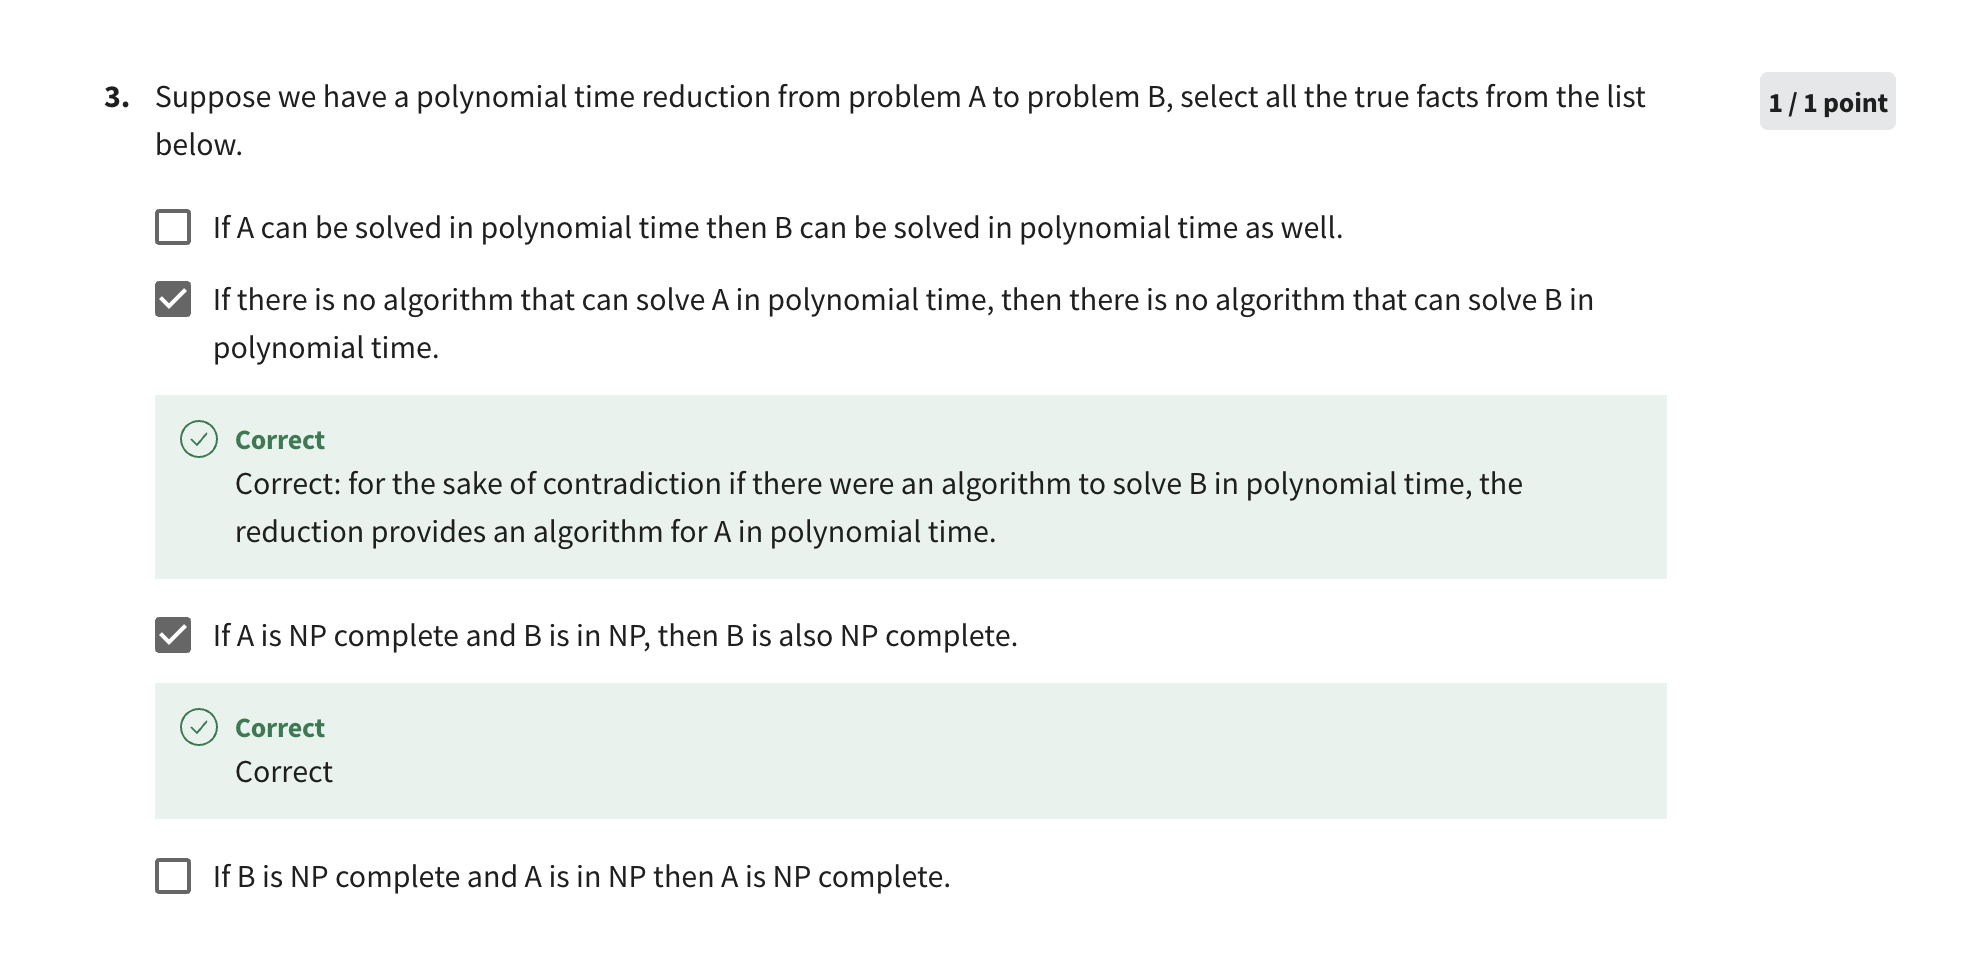 3. Suppose we have a polynomial time reduction from problem A to problem B, select all the true facts from the list
below.
1 / 1 point
If A can be solved in polynomial time then B can be solved in polynomial time as well.
If there is no algorithm that can solve A in polynomial time, then there is no algorithm that can solve B in
polynomial time.
Correct
Correct: for the sake of contradiction if there were an algorithm to solve B in polynomial time, the
reduction provides an algorithm for A in polynomial time.
If A is NP complete and B is in NP, then B is also NP complete.
Correct
Correct
If B is NP complete and A is in NP then A is NP complete.